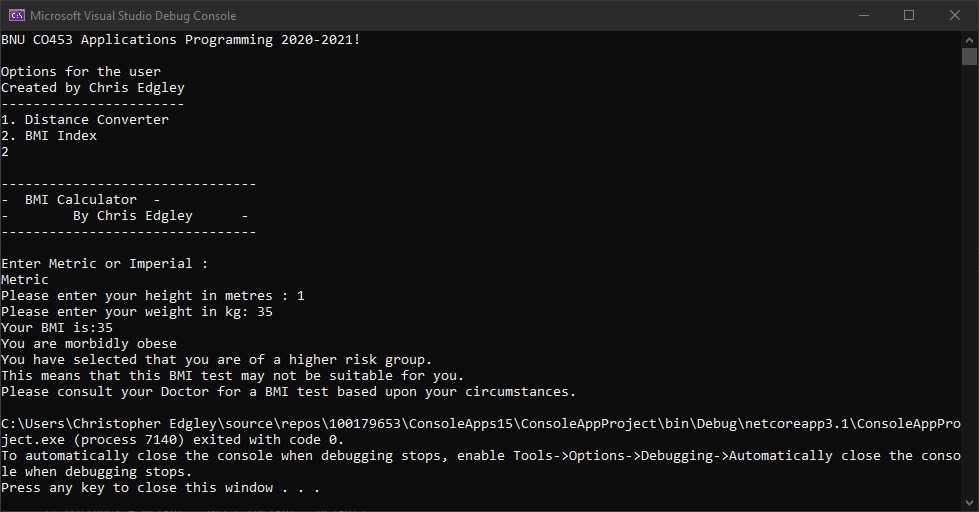 Microsoft Visual Studio Debug Console
BNU CO453 Applications Programming 2020-2021!
Options for the user
Created by Chris Edgley
-----------------------
1. Distance Converter
2. BMI Index
2
--------------------------------
-  BMI Calculator  -
-        By Chris Edgley      -
--------------------------------
Enter Metric or Imperial :
Metric
Please enter your height in metres : 1
Please enter your weight in kg: 35
Your BMI is:35
You are morbidly obese
You have selected that you are of a higher risk group.
This means that this BMI test may not be suitable for you.
Please consult your Doctor for a BMI test based upon your circumstances.
C:\Users\Christopher Edgley\source\repos\100179653\ConsoleApps15\ConsoleAppProject\bin\Debug\netcoreapp3.1\ConsoleAppPro
ject.exe (process 7140) exited with code 0.
To automatically close the console when debugging stops, enable Tools->Options->Debugging->Automatically close the conso
le when debugging stops.
Press any key to close this window . . .